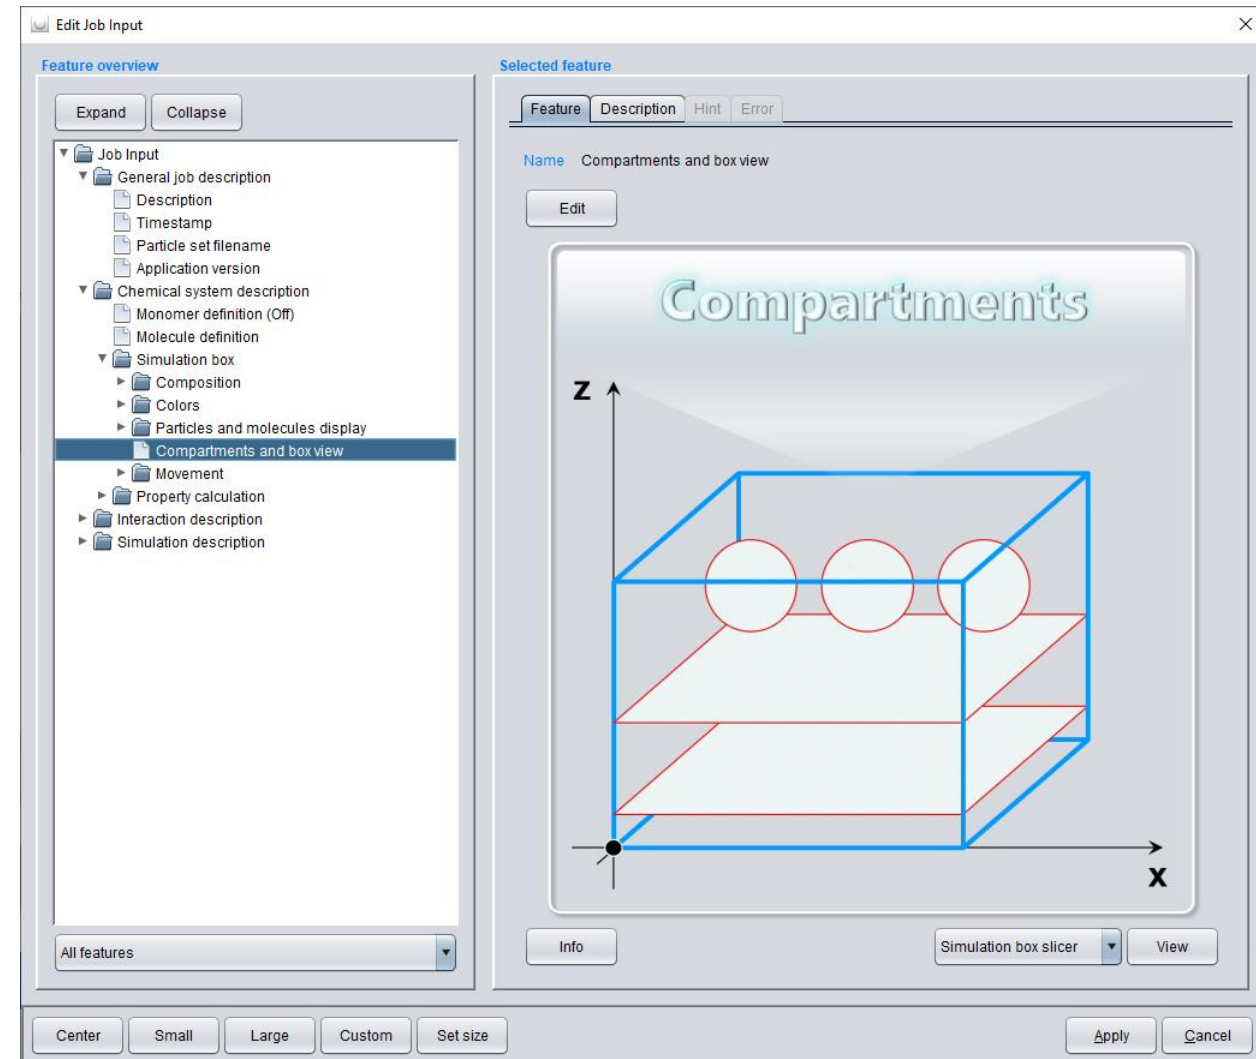 Edit Job Input
Feature overview
Expand Collapse
Job Input
General job description
Description
Timestamp
Particle set filename
Application version
Chemical system description
Monomer definition (Off)
Molecule definition
Simulation box
Composition
Colors
Particles and molecules display
Compartments and box view
Movement
Property calculation
Interaction description
Simulation description
All features
Selected feature
Feature Description Hint Error
Name Compartments and box view
Edit
Compartments
Z
X
Info Simulation box slicer View
Center Small Large Custom Set size Apply Cancel